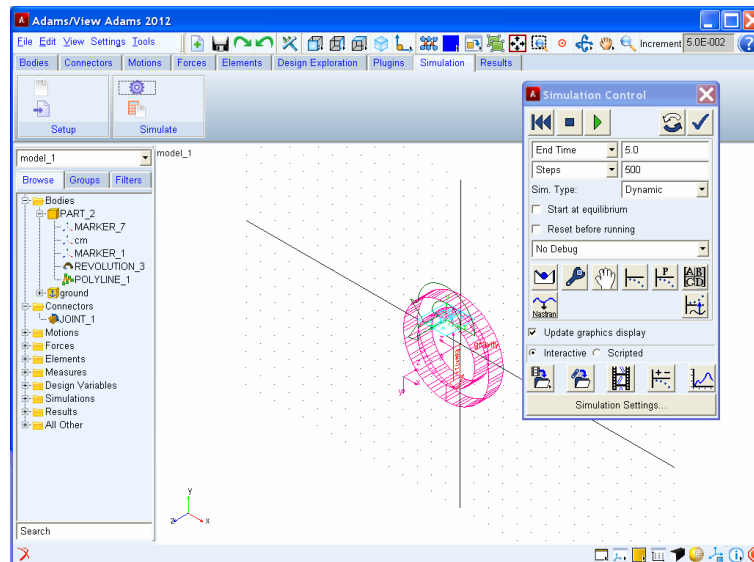 Adams/View Adams 2012
File Edit View Settings Tools
Increment 5.0E-002
Bodies Connectors Motions Forces Elements Design Exploration Plugins Simulation Results
Setup Simulate
model_1
model_1
Browse Groups Filters
Bodies
PART_2
MARKER_7
cm
MARKER_1
REVOLUTION_3
POLYLINE_1
ground
Connectors
JOINT_1
Motions
Forces
Elements
Measures
Design Variables
Simulations
Results
All Other
Search
Gravity
y
x
z
Simulation Control
End Time 5.0
Steps 500
Sim. Type: Dynamic
Start at equilibrium
Reset before running
No Debug
P
AB
CD
Nastran
Update graphics display
Interactive Scripted
Simulation Settings...